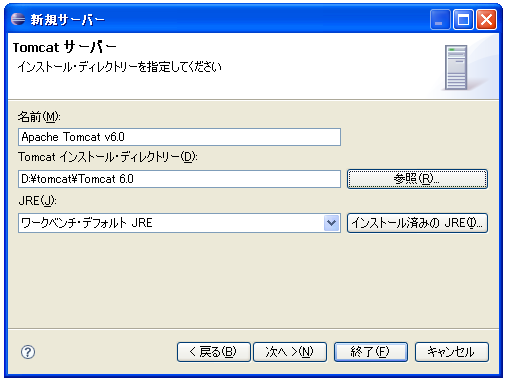 新規サーバー
Tomcat サーバー
インストール・ディレクトリーを指定してください
名前(M):
Apache Tomcat v6.0
Tomcat インストール・ディレクトリー(D):
D:¥tomcat¥Tomcat 6.0
参照(R)...
JRE(J):
ワークベンチ・デフォルト JRE
インストール済みの JRE(I)...
?
< 戻る(B)
次へ >(N)
終了(F)
キャンセル